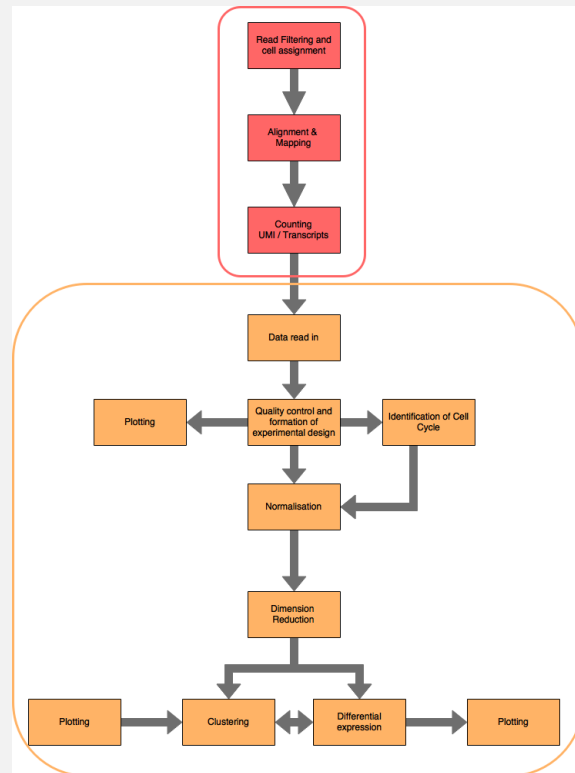 Read Filtering and
cell assignment
Alignment &
Mapping
Counting
UMI / Transcripts
Data read in
Plotting
Quality control and
formation of
experimental design
Identification of Cell
Cycle
Normalisation
Dimension
Reduction
Plotting
Clustering
Differential
expression
Plotting